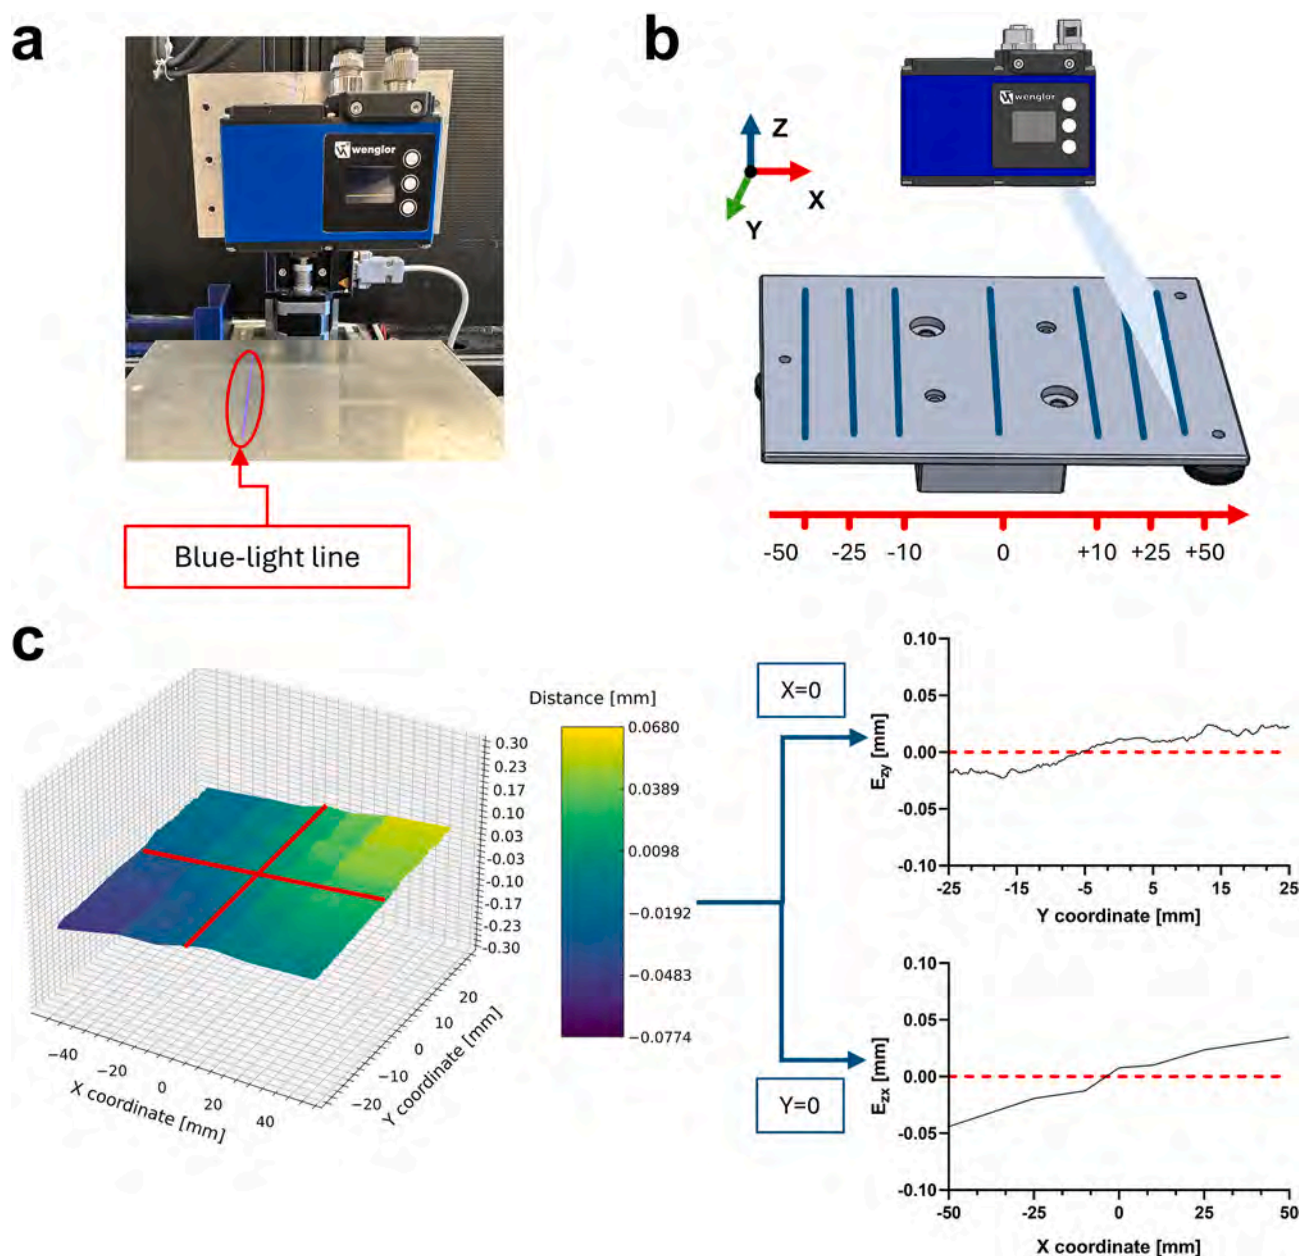 a
wenglor
Blue-light line
b
wenglor
Z
X
Y
-50 -25 -10 0 +10 +25 +50
c
Distance [mm]
0.0680
0.0389
0.0098
−0.0192
−0.0483
−0.0774
0.30
0.23
0.17
0.10
0.03
-0.03
-0.10
-0.17
-0.23
-0.30
−40
−20
0
20
40
X coordinate [mm]
−20
−10
0
10
20
Y coordinate [mm]
X=0
Y=0
0.10
0.05
0.00
-0.05
-0.10
Ezy [mm]
-25 -15 -5 5 15 25
Y coordinate [mm]
0.10
0.05
0.00
-0.05
-0.10
Ezx [mm]
-50 -25 0 25 50
X coordinate [mm]